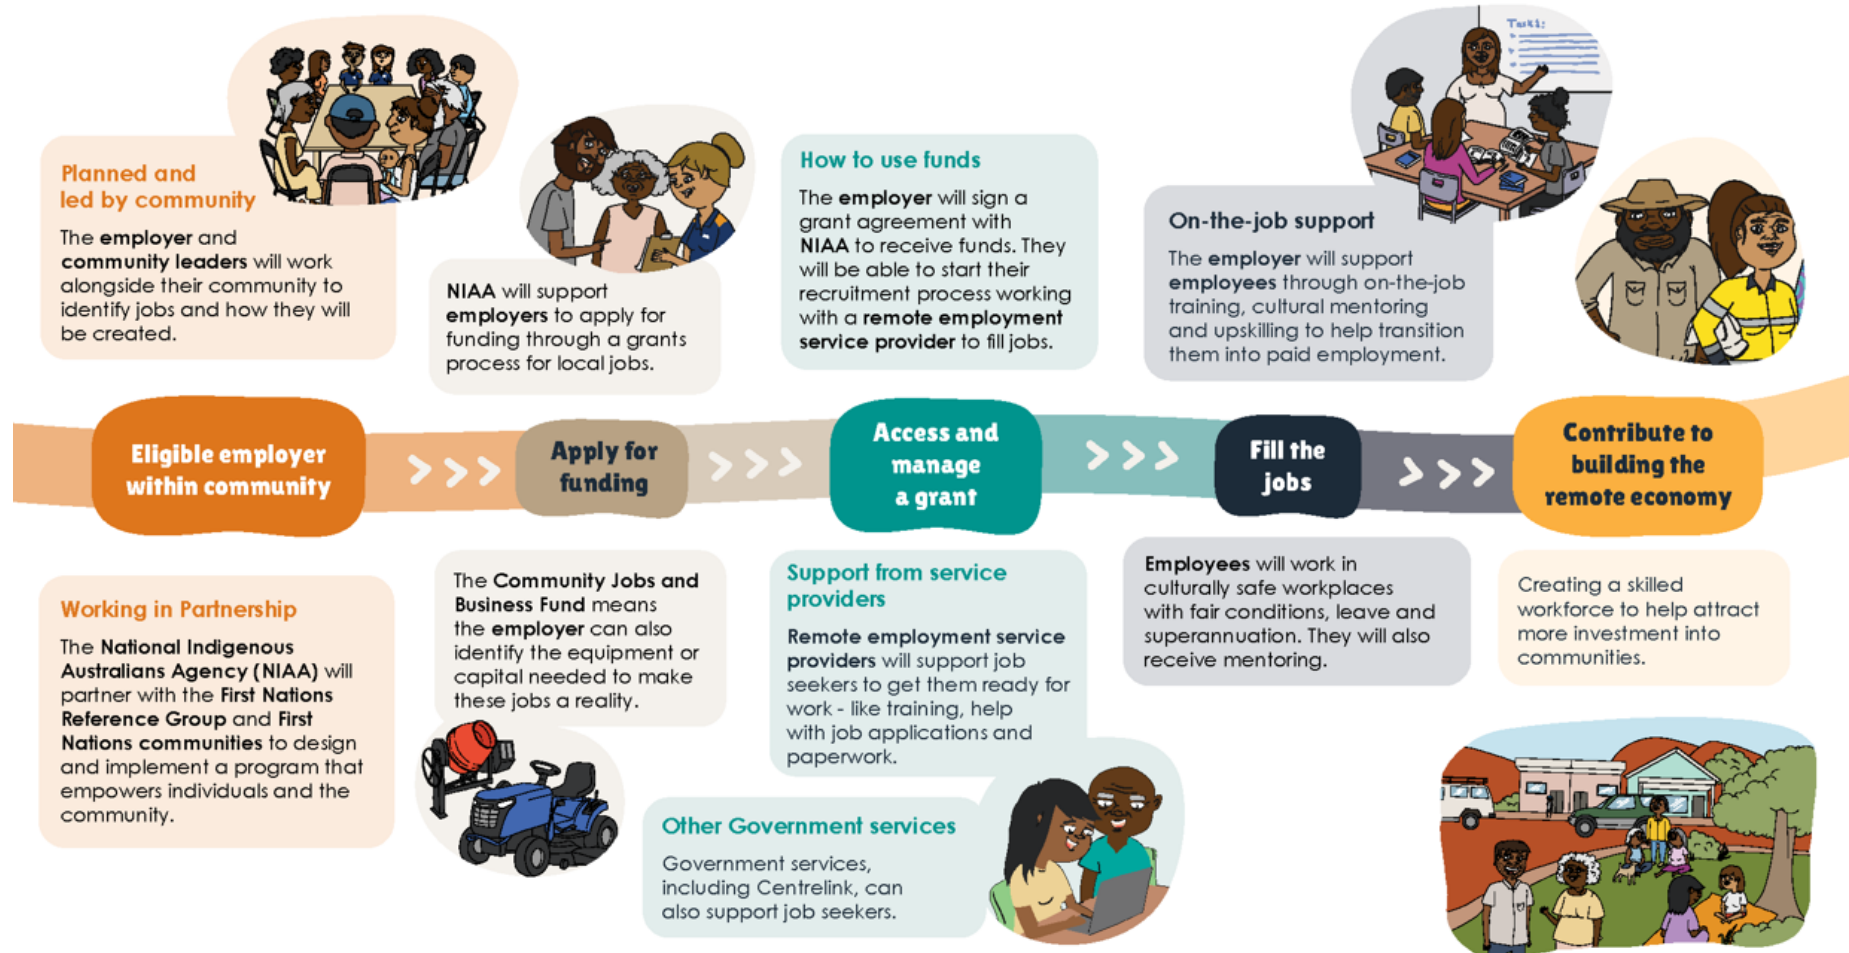 Planned and
led by community
The employer and
community leaders will work
alongside their community to
identify jobs and how they will
be created.
NIAA will support
employers to apply for
funding through a grants
process for local jobs.
How to use funds
The employer will sign a
grant agreement with
NIAA to receive funds. They
will be able to start their
recruitment process working
with a remote employment
service provider to fill jobs.
Tasks:
On-the-job support
The employer will support
employees through on-the-job
training, cultural mentoring
and upskilling to help transition
them into paid employment.
Eligible employer
within community
Apply for
funding
Access and
manage
a grant
Fill the
jobs
Contribute to
building the
remote economy
Working in Partnership
The National Indigenous
Australians Agency (NIAA) will
partner with the First Nations
Reference Group and First
Nations communities to design
and implement a program that
empowers individuals and the
community.
The Community Jobs and
Business Fund means
the employer can also
identify the equipment or
capital needed to make
these jobs a reality.
Support from service
providers
Remote employment service
providers will support job
seekers to get them ready for
work - like training, help
with job applications and
paperwork.
Other Government services
Government services,
including Centrelink, can
also support job seekers.
Employees will work in
culturally safe workplaces
with fair conditions, leave and
superannuation. They will also
receive mentoring.
Creating a skilled
workforce to help attract
more investment into
communities.